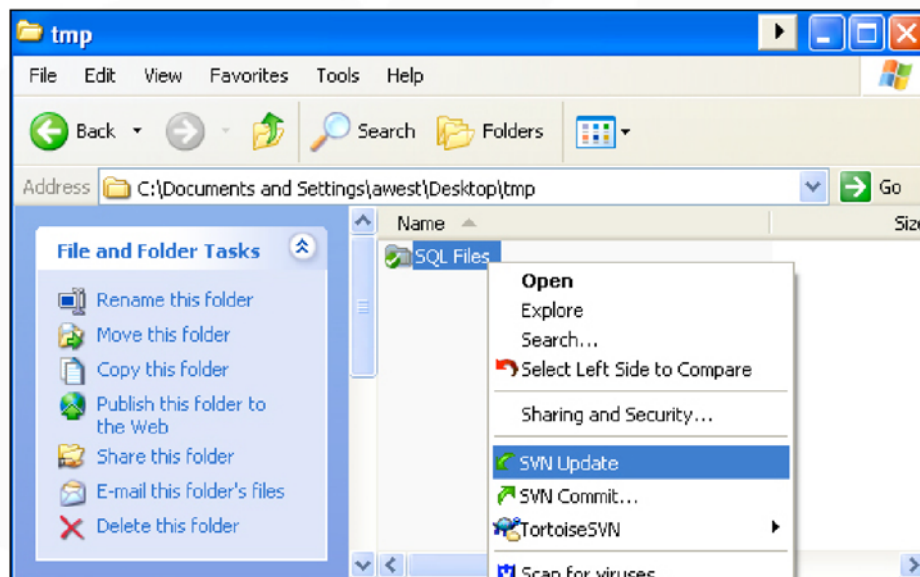 tmp
File Edit View Favorites Tools Help
Back Search Folders
Address C:\Documents and Settings\awest\Desktop\tmp Go
Name Size
File and Folder Tasks
SQL Files
Rename this folder
Move this folder
Copy this folder
Publish this folder to
the Web
Share this folder
E-mail this folder's files
Delete this folder
Open
Explore
Search...
Select Left Side to Compare
Sharing and Security...
SVN Update
SVN Commit...
TortoiseSVN
Scan for viruses